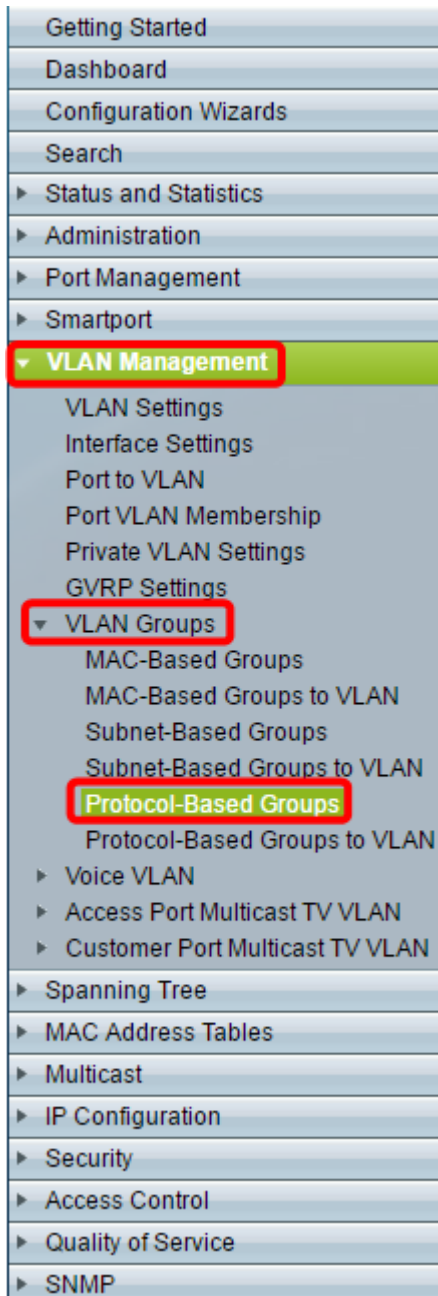 Getting Started
Dashboard
Configuration Wizards
Search
Status and Statistics
Administration
Port Management
Smartport
VLAN Management
VLAN Settings
Interface Settings
Port to VLAN
Port VLAN Membership
Private VLAN Settings
GVRP Settings
VLAN Groups
MAC-Based Groups
MAC-Based Groups to VLAN
Subnet-Based Groups
Subnet-Based Groups to VLAN
Protocol-Based Groups
Protocol-Based Groups to VLAN
Voice VLAN
Access Port Multicast TV VLAN
Customer Port Multicast TV VLAN
Spanning Tree
MAC Address Tables
Multicast
IP Configuration
Security
Access Control
Quality of Service
SNMP